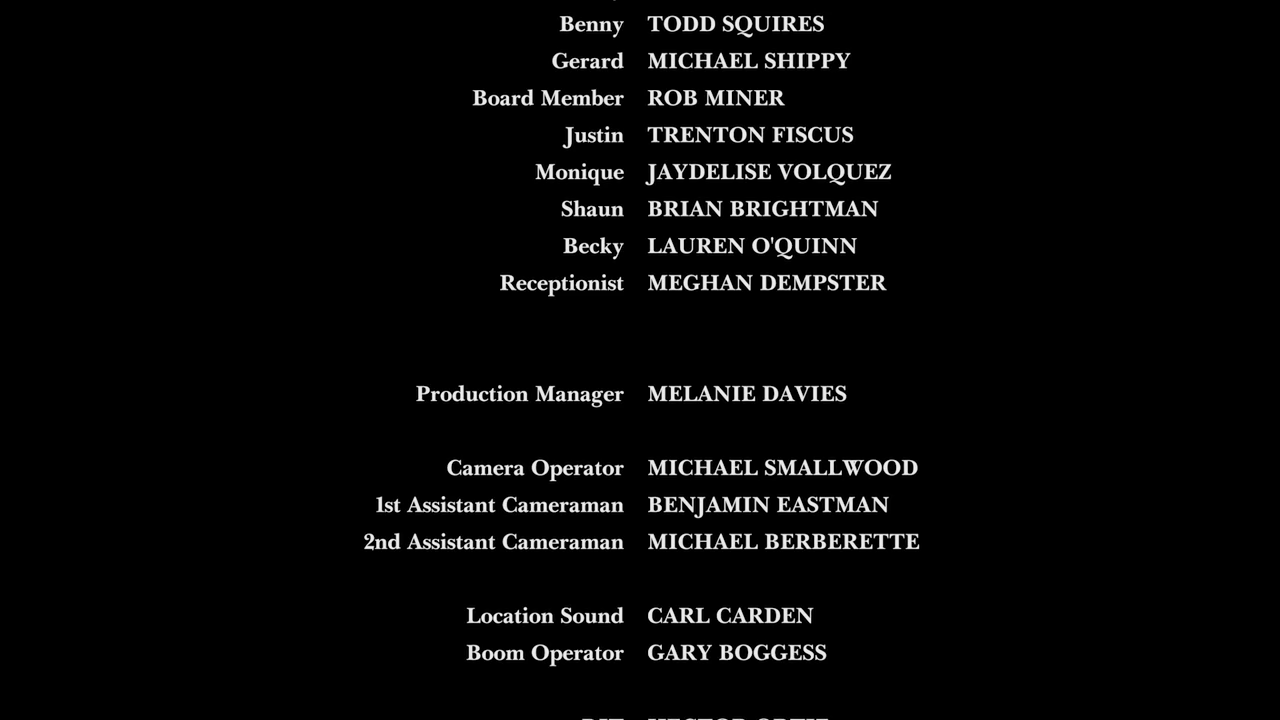 Benny TODD SQUIRES
Gerard MICHAEL SHIPPY
Board Member ROB MINER
Justin TRENTON FISCUS
Monique JAYDELISE VOLQUEZ
Shaun BRIAN BRIGHTMAN
Becky LAUREN O'QUINN
Receptionist MEGHAN DEMPSTER
Production Manager MELANIE DAVIES
Camera Operator MICHAEL SMALLWOOD
1st Assistant Cameraman BENJAMIN EASTMAN
2nd Assistant Cameraman MICHAEL BERBERETTE
Location Sound CARL CARDEN
Boom Operator GARY BOGGESS